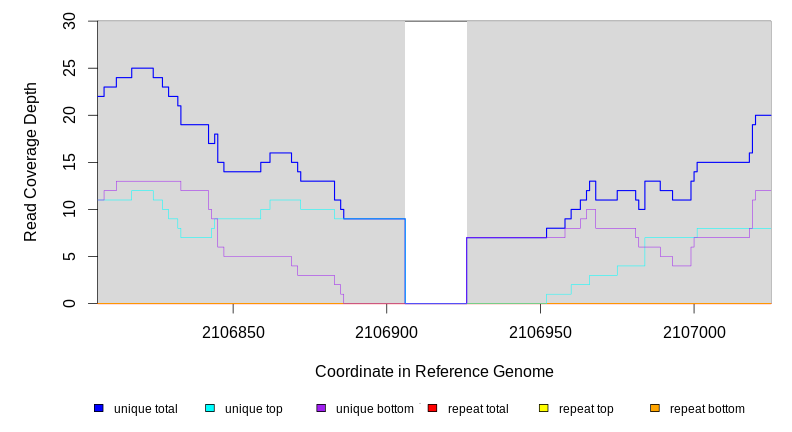 30
25
20
15
10
5
0
Read Coverage Depth
2106850 2106900 2106950 2107000
Coordinate in Reference Genome
unique total unique top unique bottom repeat total repeat top repeat bottom